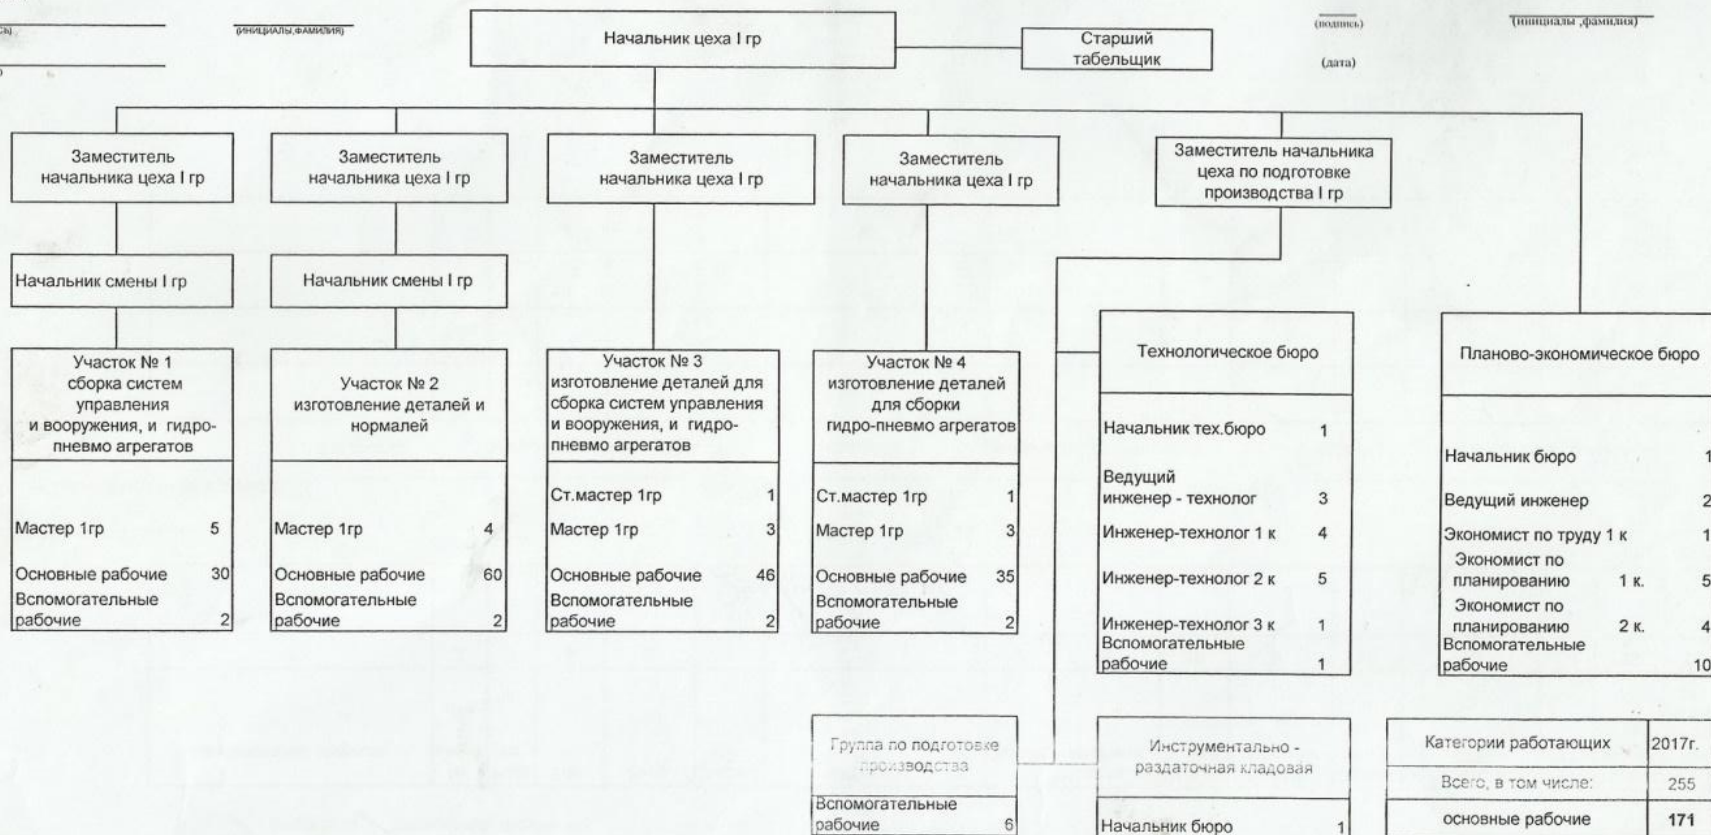 (ИНИЦИАЛЫ,ФАМИЛИЯ)
(подпись)
(инициалы ,фамилия)
(дата)
Начальник цеха I гр
Старший
табельщик
Заместитель
начальника цеха I гр
Заместитель
начальника цеха I гр
Заместитель
начальника цеха I гр
Заместитель
начальника цеха I гр
Заместитель начальника
цеха по подготовке
производства I гр
Начальник смены I гр
Начальник смены I гр
Участок № 1
сборка систем
управления
и вооружения, и гидро-
пневмо агрегатов
Мастер 1гр 5
Основные рабочие 30
Вспомогательные
рабочие 2
Участок № 2
изготовление деталей и
нормалей
Мастер 1гр 4
Основные рабочие 60
Вспомогательные
рабочие 2
Участок № 3
изготовление деталей для
сборка систем управления
и вооружения, и гидро-
пневмо агрегатов
Ст.мастер 1гр 1
Мастер 1гр 3
Основные рабочие 46
Вспомогательные
рабочие 2
Участок № 4
изготовление деталей
для сборки
гидро-пневмо агрегатов
Ст.мастер 1гр 1
Мастер 1гр 3
Основные рабочие 35
Вспомогательные
рабочие 2
Технологическое бюро
Начальник тех.бюро 1
Ведущий
инженер - технолог 3
Инженер-технолог 1 к 4
Инженер-технолог 2 к 5
Инженер-технолог 3 к 1
Вспомогательные
рабочие 1
Планово-экономическое бюро
Начальник бюро 1
Ведущий инженер 2
Экономист по труду 1 к 1
Экономист по
планированию 1 к. 5
Экономист по
планированию 2 к. 4
Вспомогательные
рабочие 10
Группа по подготовке
производства
Вспомогательные
рабочие 6
Инструментально -
раздаточная кладовая
Начальник бюро 1
Категории работающих 2017г.
Всего, в том числе: 255
основные рабочие 171